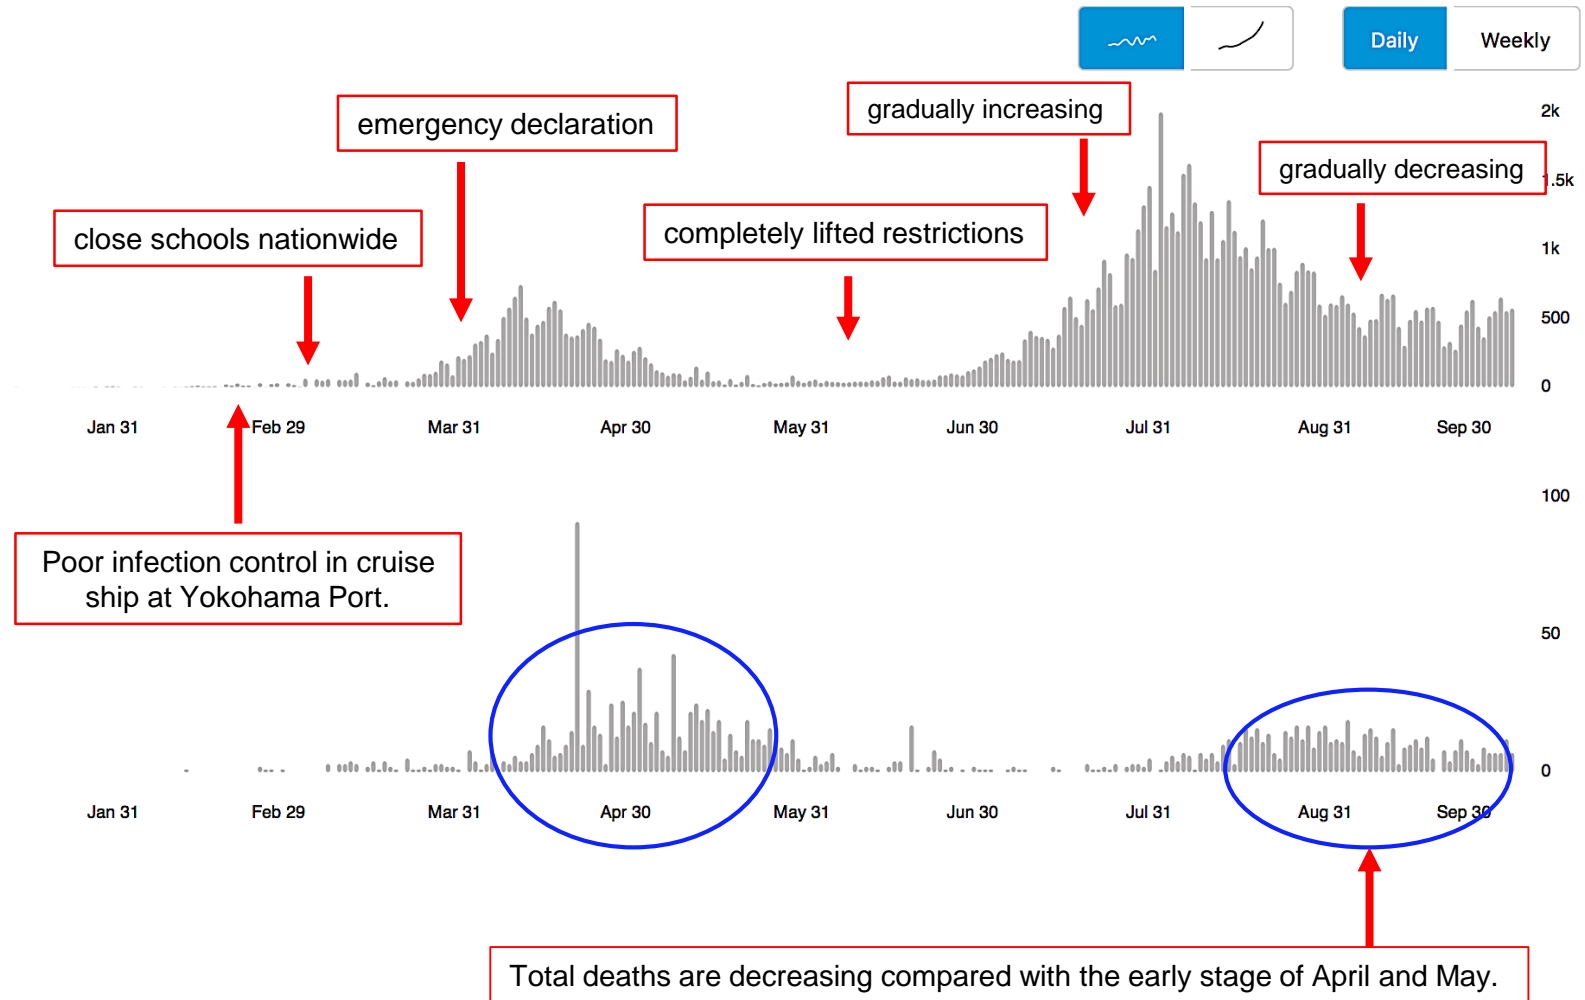 Daily
Weekly
2k
emergency declaration
gradually increasing
gradually decreasing
1.5k
close schools nationwide
completely lifted restrictions
1k
500
0
Jan 31
Feb 29
Mar 31
Apr 30
May 31
Jun 30
Jul 31
Aug 31
Sep 30
100
Poor infection control in cruise
ship at Yokohama Port.
50
0
Jan 31
Feb 29
Mar 31
Apr 30
May 31
Jun 30
Jul 31
Aug 31
Sep 30
Total deaths are decreasing compared with the early stage of April and May.